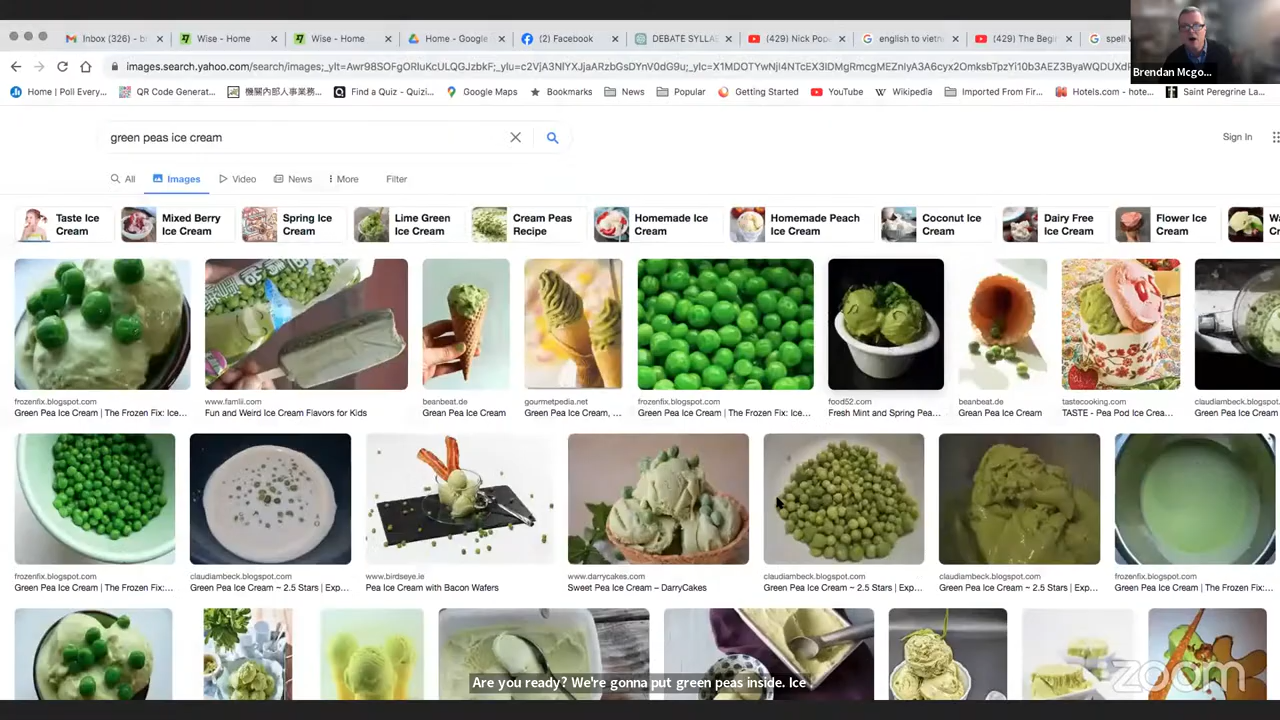 Inbox (326) - b
Wise - Home
Wise - Home
Home - Google
(2) Facebook
DEBATE SYLLA
(429) Nick Pope
english to vietn
(429) The Begi
spell w
images.search.yahoo.com/search/images;_ylt=
Home | Poll Every...
QR Code Generat...
機關內部人事業務...
Find a Quiz - Quizi...
Google Maps
Bookmarks
News
Popular
Getting Started
YouTube
Wikipedia
Imported From Fir...
Hotels.com - hote...
Saint Peregrine La...
Brendan Mcgo...
green peas ice cream
Sign In
All
Images
Video
News
More
Filter
Taste Ice
Cream
Mixed Berry
Ice Cream
Spring Ice
Cream
Lime Green
Ice Cream
Cream Peas
Recipe
Homemade Ice
Cream
Homemade Peach
Ice Cream
Coconut Ice
Cream
Dairy Free
Ice Cream
Flower Ice
Cream
frozenfix.blogspot.com
Green Pea Ice Cream | The Frozen Fix: Ice...
www.famlii.com
Fun and Weird Ice Cream Flavors for Kids
beanbeat.de
Grean Pea Ice Cream
gourmetpedia.net
Green Pea Ice Cream, ...
frozenfix.blogspot.com
Green Pea Ice Cream | The Frozen Fix: Ice...
food52.com
Fresh Mint and Spring Pea...
beanbeat.de
Grean Pea Ice Cream
tastecooking.com
TASTE - Pea Pod Ice Crea...
claudiambeck.blogspot
Green Pea Ice Cream
frozenfix.blogspot.com
Green Pea Ice Cream | The Frozen Fix:...
claudiambeck.blogspot.com
Green Pea Ice Cream ~ 2.5 Stars | Exp...
www.birdseye.ie
Pea Ice Cream with Bacon Wafers
www.darrycakes.com
Sweet Pea Ice Cream – DarryCakes
claudiambeck.blogspot.com
Green Pea Ice Cream ~ 2.5 Stars | Exp...
claudiambeck.blogspot.com
Green Pea Ice Cream ~ 2.5 Stars | Exp...
frozenfix.blogspot.com
Green Pea Ice Cream | The Frozen Fix:...
Are you ready? We're gonna put green peas inside. Ice
zoom